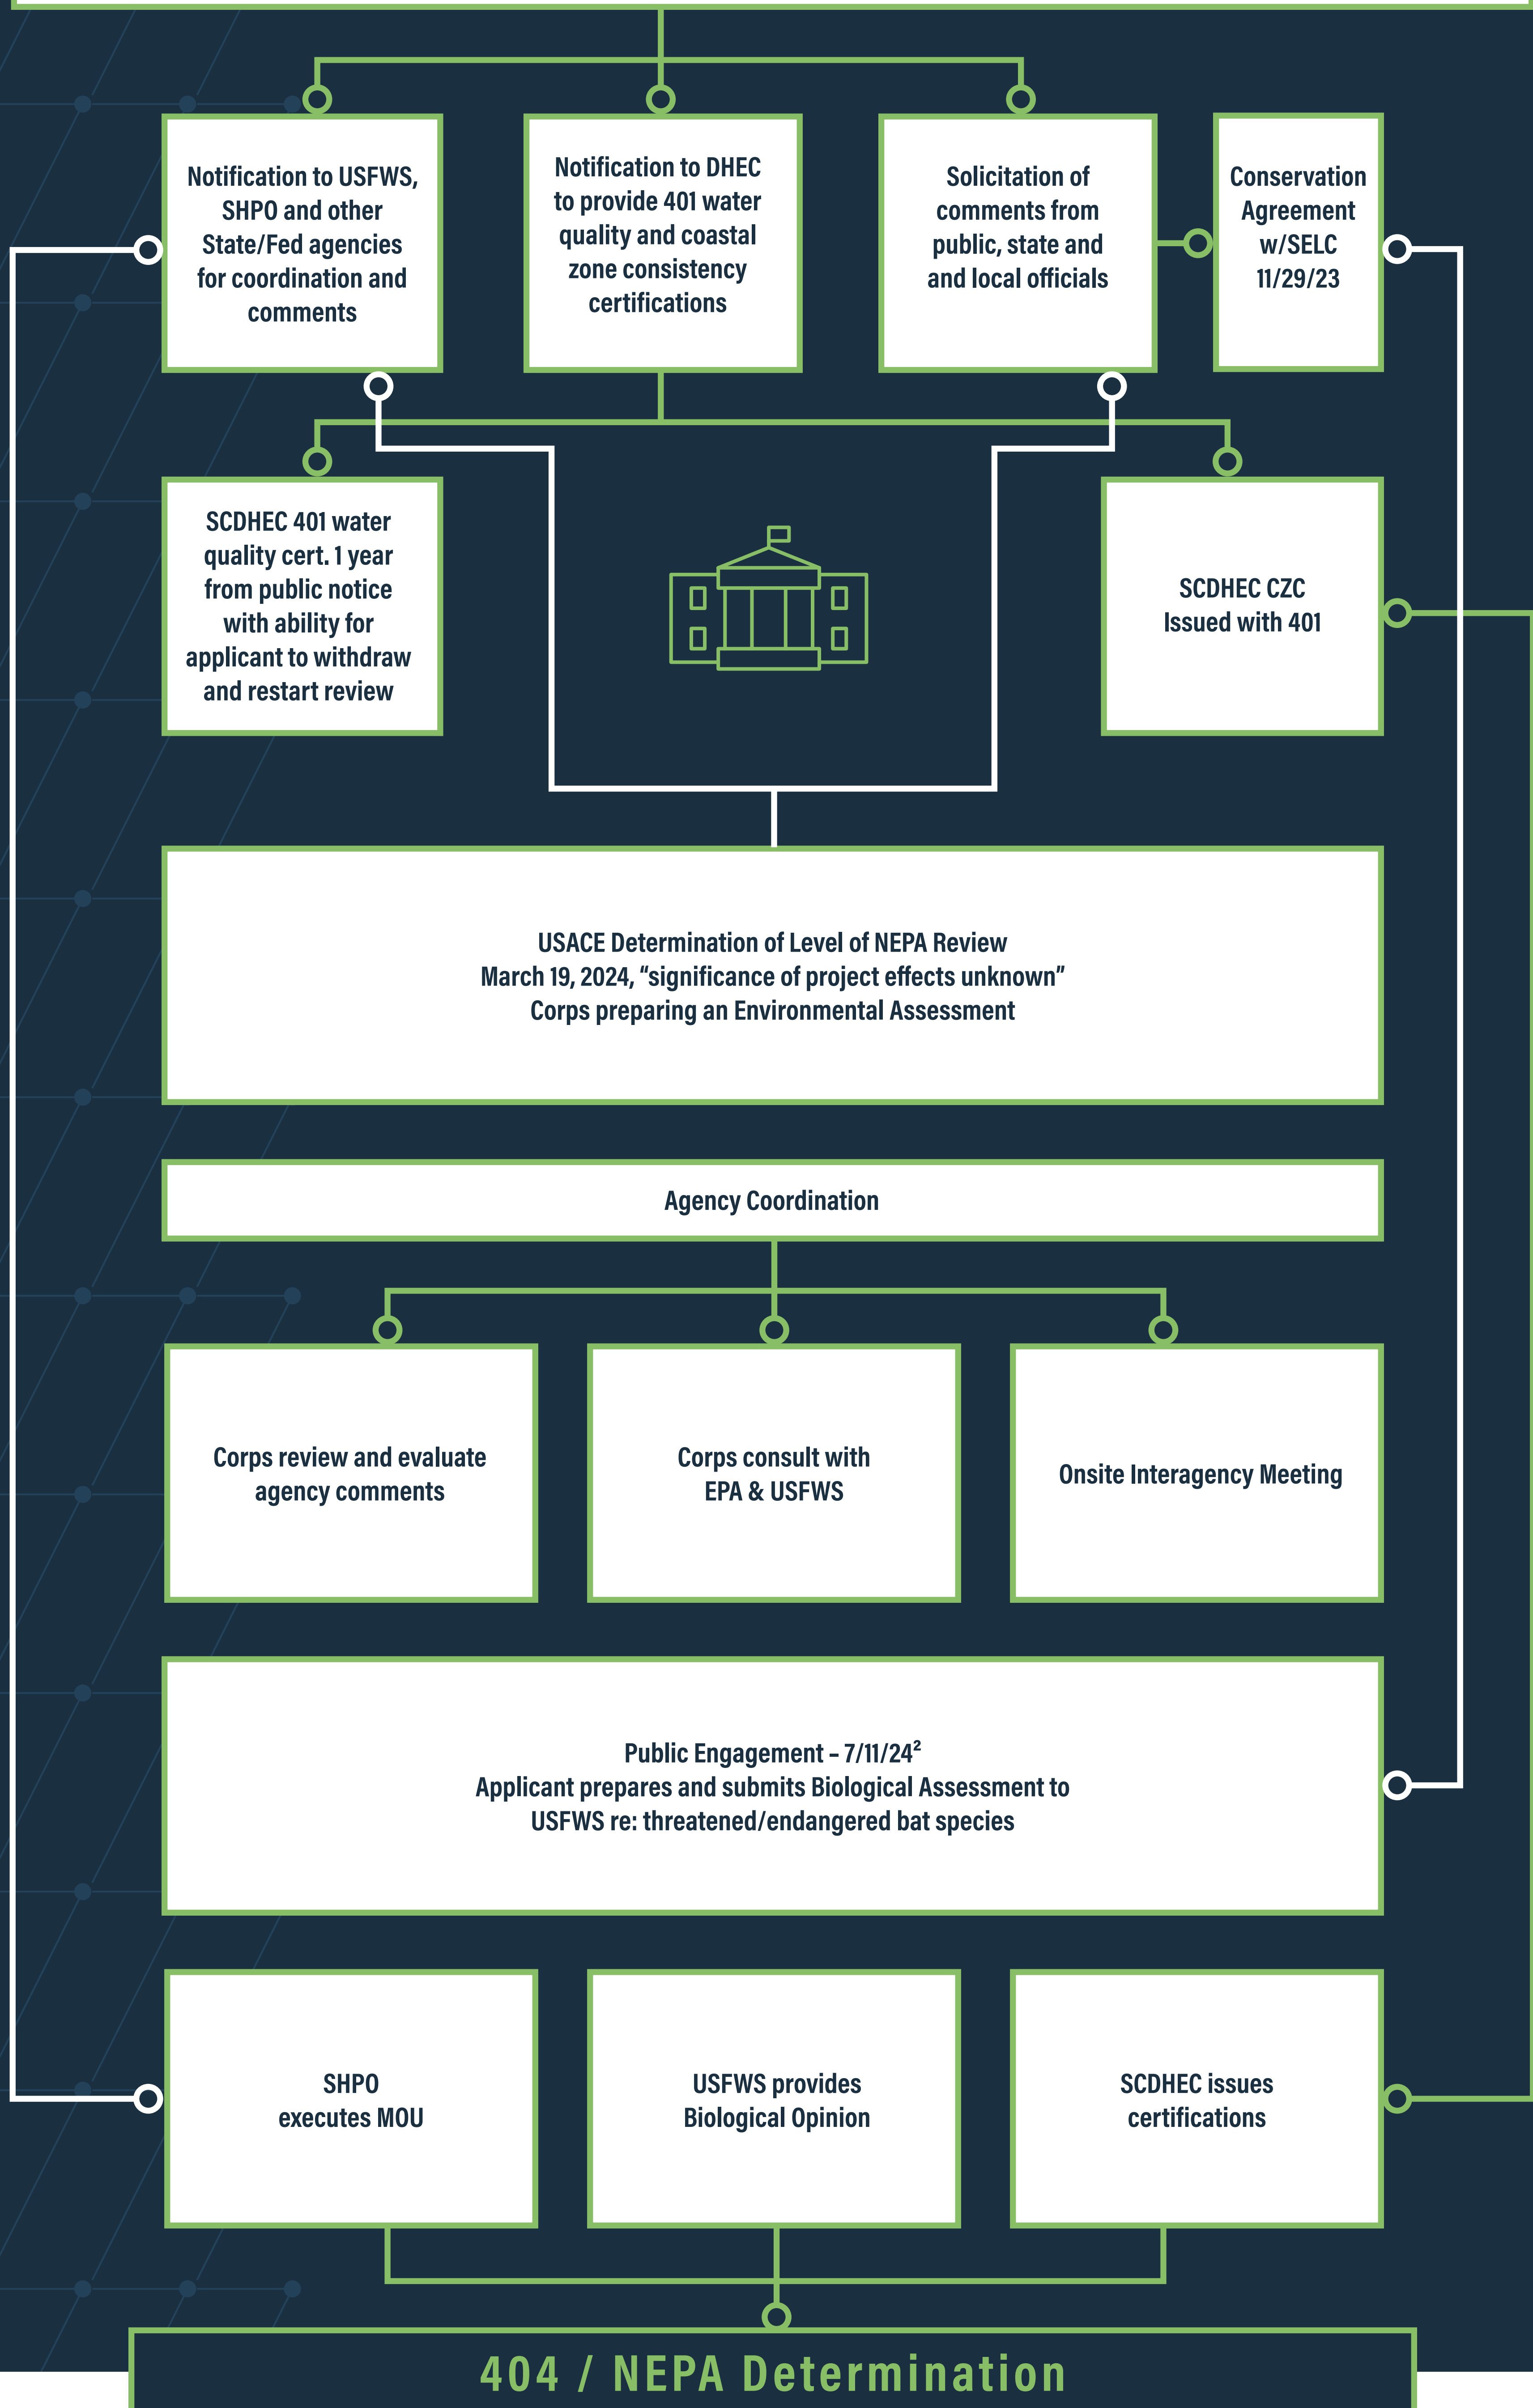 Notification to USFWS,
SHPO and other
State/Fed agencies
for coordination and
comments
Notification to DHEC
to provide 401 water
quality and coastal
zone consistency
certifications
Solicitation of
comments from
public, state and
and local officials
Conservation
Agreement
w/SELC
11/29/23
SCDHEC 401 water
quality cert. 1 year
from public notice
with ability for
applicant to withdraw
and restart review
SCDHEC CZC
Issued with 401
USACE Determination of Level of NEPA Review
March 19, 2024, “significance of project effects unknown”
Corps preparing an Environmental Assessment
Agency Coordination
Corps review and evaluate
agency comments
Corps consult with
EPA & USFWS
Onsite Interagency Meeting
Public Engagement – 7/11/24²
Applicant prepares and submits Biological Assessment to
USFWS re: threatened/endangered bat species
SHPO
executes MOU
USFWS provides
Biological Opinion
SCDHEC issues
certifications
404 / NEPA Determination